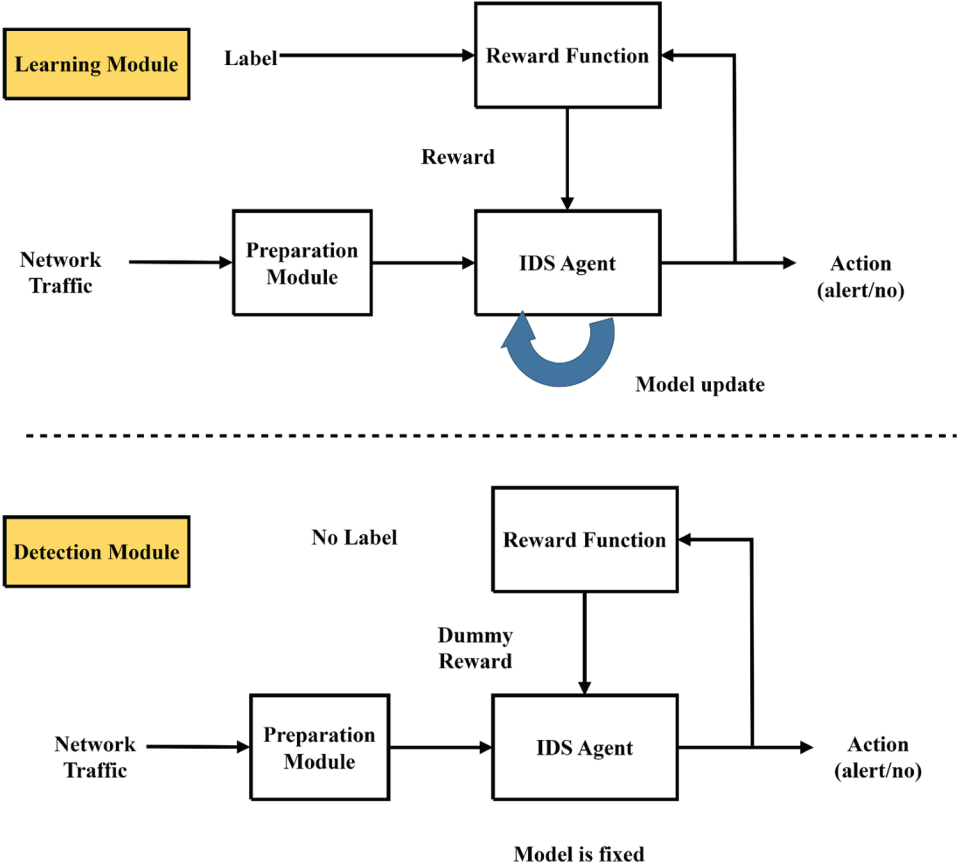 Learning Module
Label
Reward Function
Reward
Network
Traffic
Preparation
Module
IDS Agent
Action
(alert/no)
Model update
Detection Module
No Label
Reward Function
Dummy
Reward
Network
Traffic
Preparation
Module
IDS Agent
Action
(alert/no)
Model is fixed